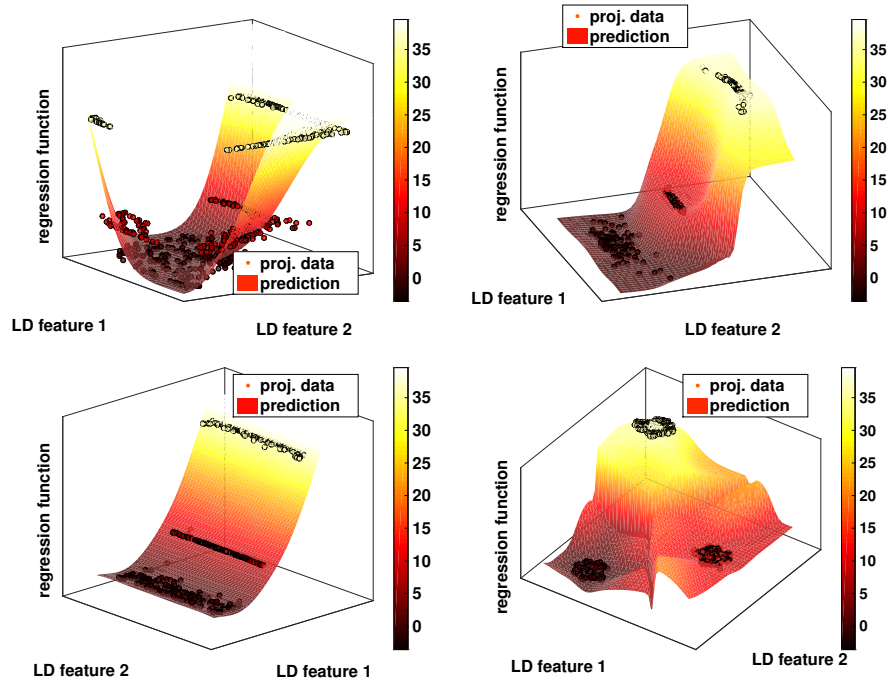 proj. data
prediction
35
30
25
20
15
10
5
0
regression function
LD feature 1
LD feature 2
proj. data
prediction
35
30
25
20
15
10
5
0
regression function
LD feature 1
LD feature 2
proj. data
prediction
35
30
25
20
15
10
5
0
regression function
LD feature 2
LD feature 1
proj. data
prediction
35
30
25
20
15
10
5
0
regression function
LD feature 1
LD feature 2